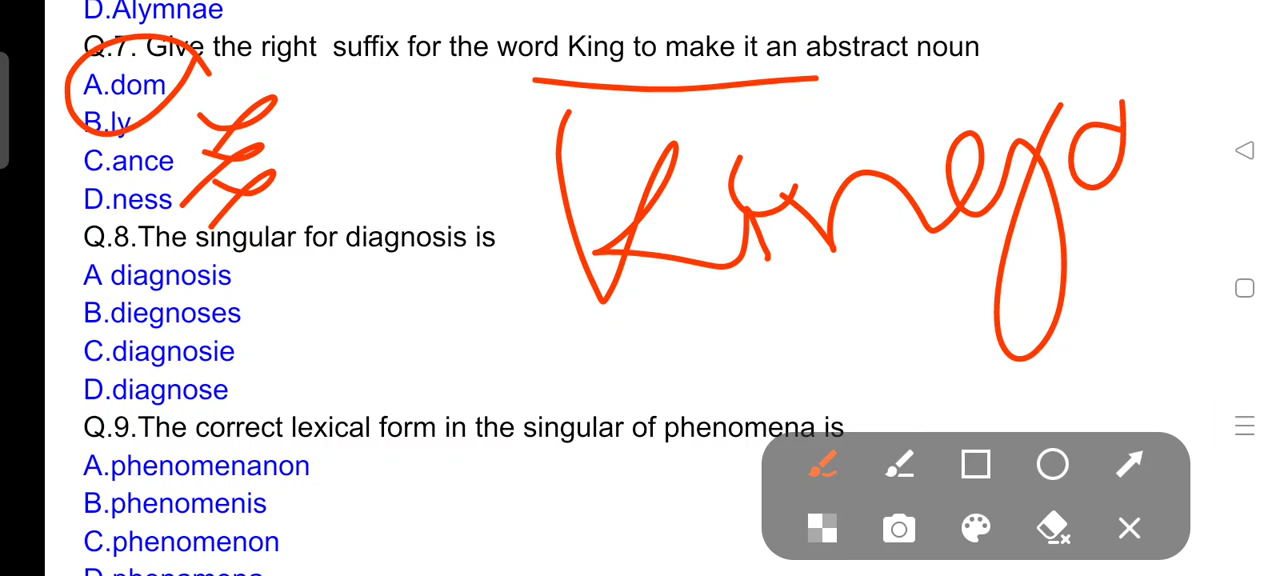 D.Alymnae
Q.7. Give the right suffix for the word King to make it an abstract noun
A.dom
B.ly
C.ance
D.ness
Q.8.The singular for diagnosis is
A diagnosis
B.diegnoses
C.diagnosie
D.diagnose
Q.9.The correct lexical form in the singular of phenomena is
A.phenomenanon
B.phenomenis
C.phenomenon
D.phenamena